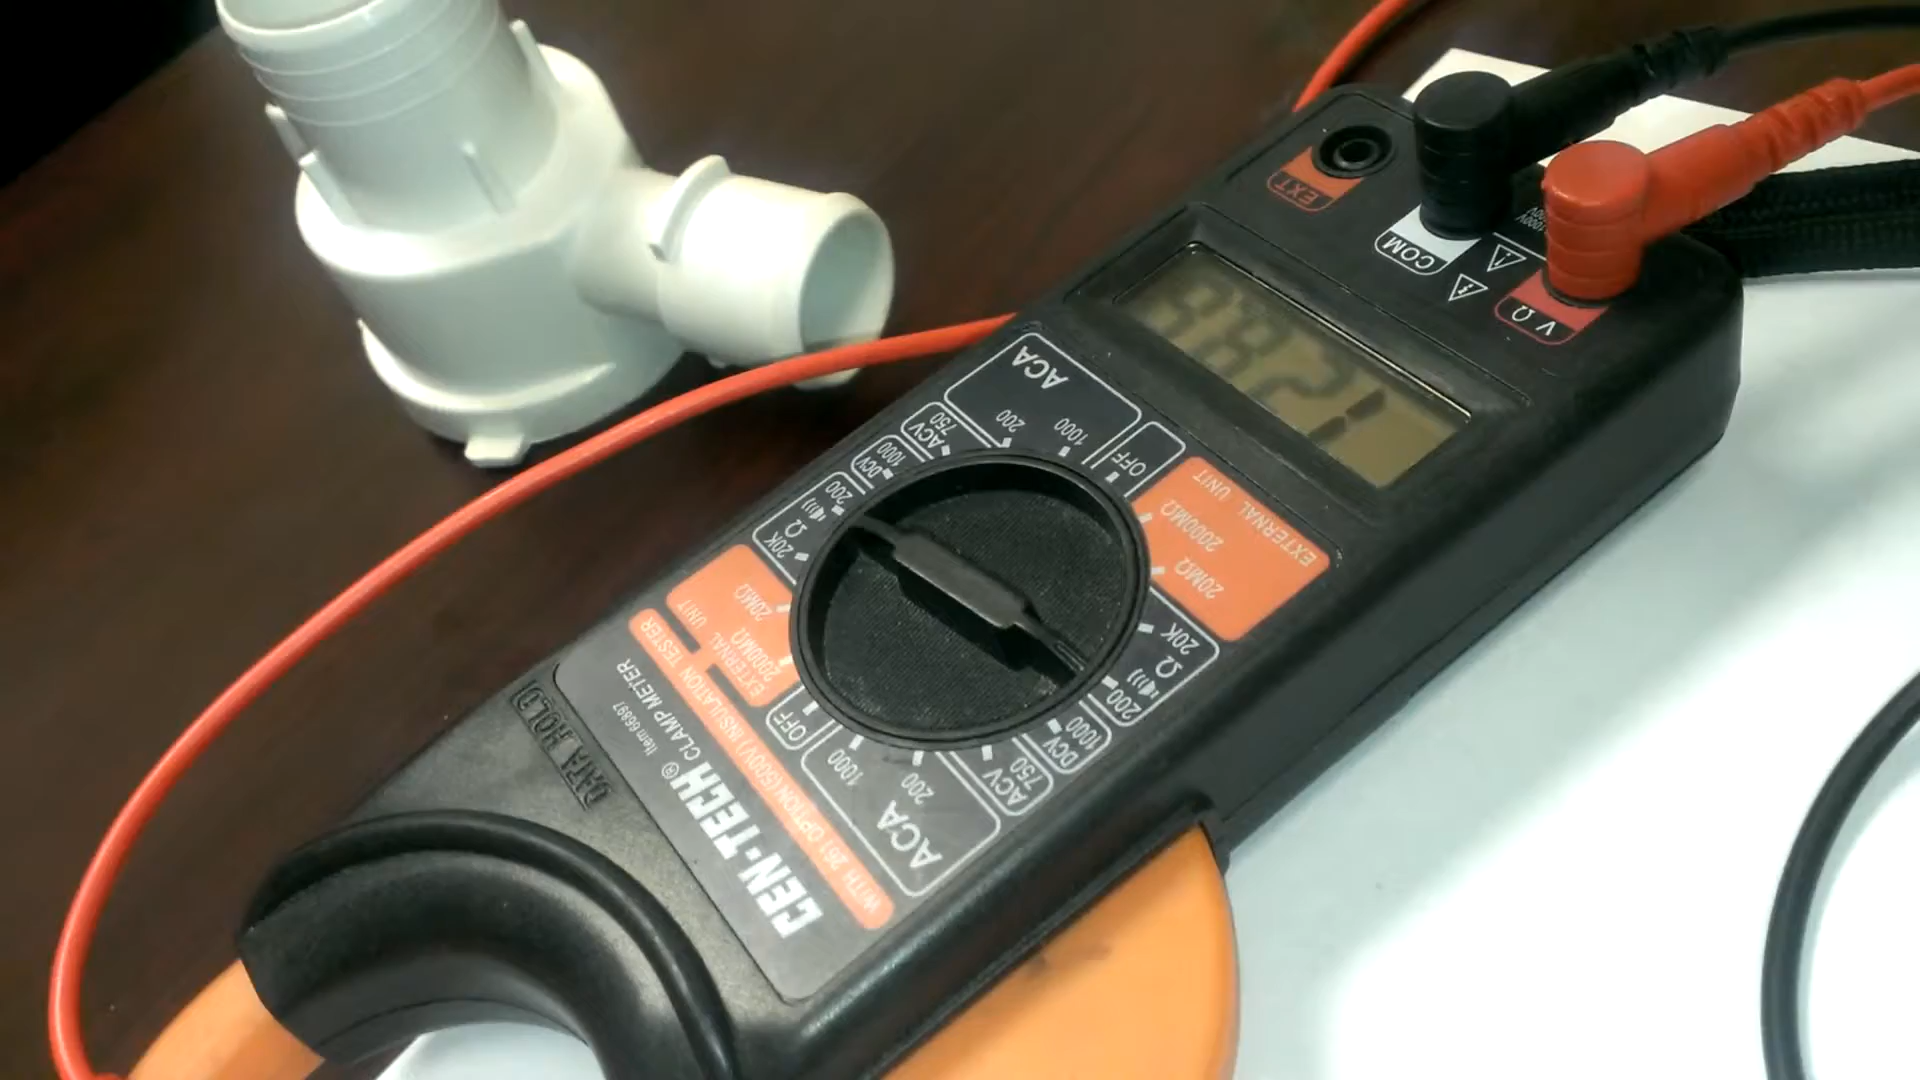 DATA HOLD
CEN-TECH®
CLAMP METER
Item 66897
WITH 261 OPTION (500V) INSULATION TESTER
ACA
200
1000
OFF
750
ACV
1000
DCV
200
Ω
20K
EXTERNAL UNIT
2000MΩ
20MΩ
20MΩ
2000MΩ
EXTERNAL UNIT
20K
Ω
200
DCV
1000
ACV
750
OFF
1000
200
ACA
VΩ
COM
EXT
1000V